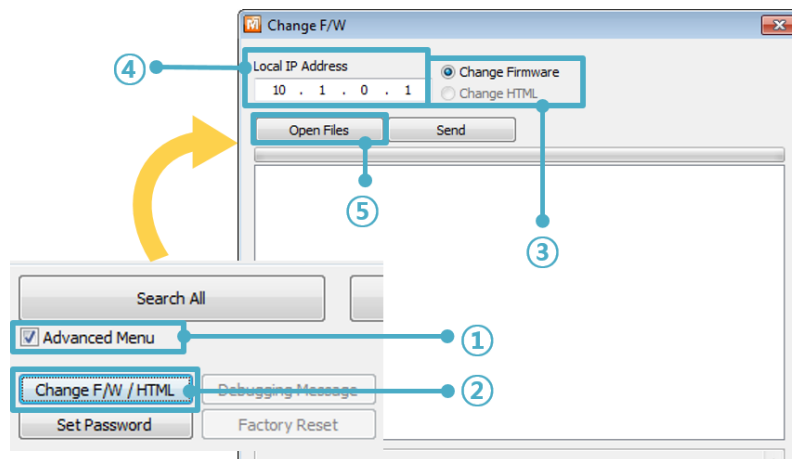 Change F/W
④
Local IP Address
10 . 1 . 0 . 1
Change Firmware
Change HTML
Open Files
Send
⑤
③
Search All
Advanced Menu
①
Change F/W / HTML
Debugging Message
②
Set Password
Factory Reset